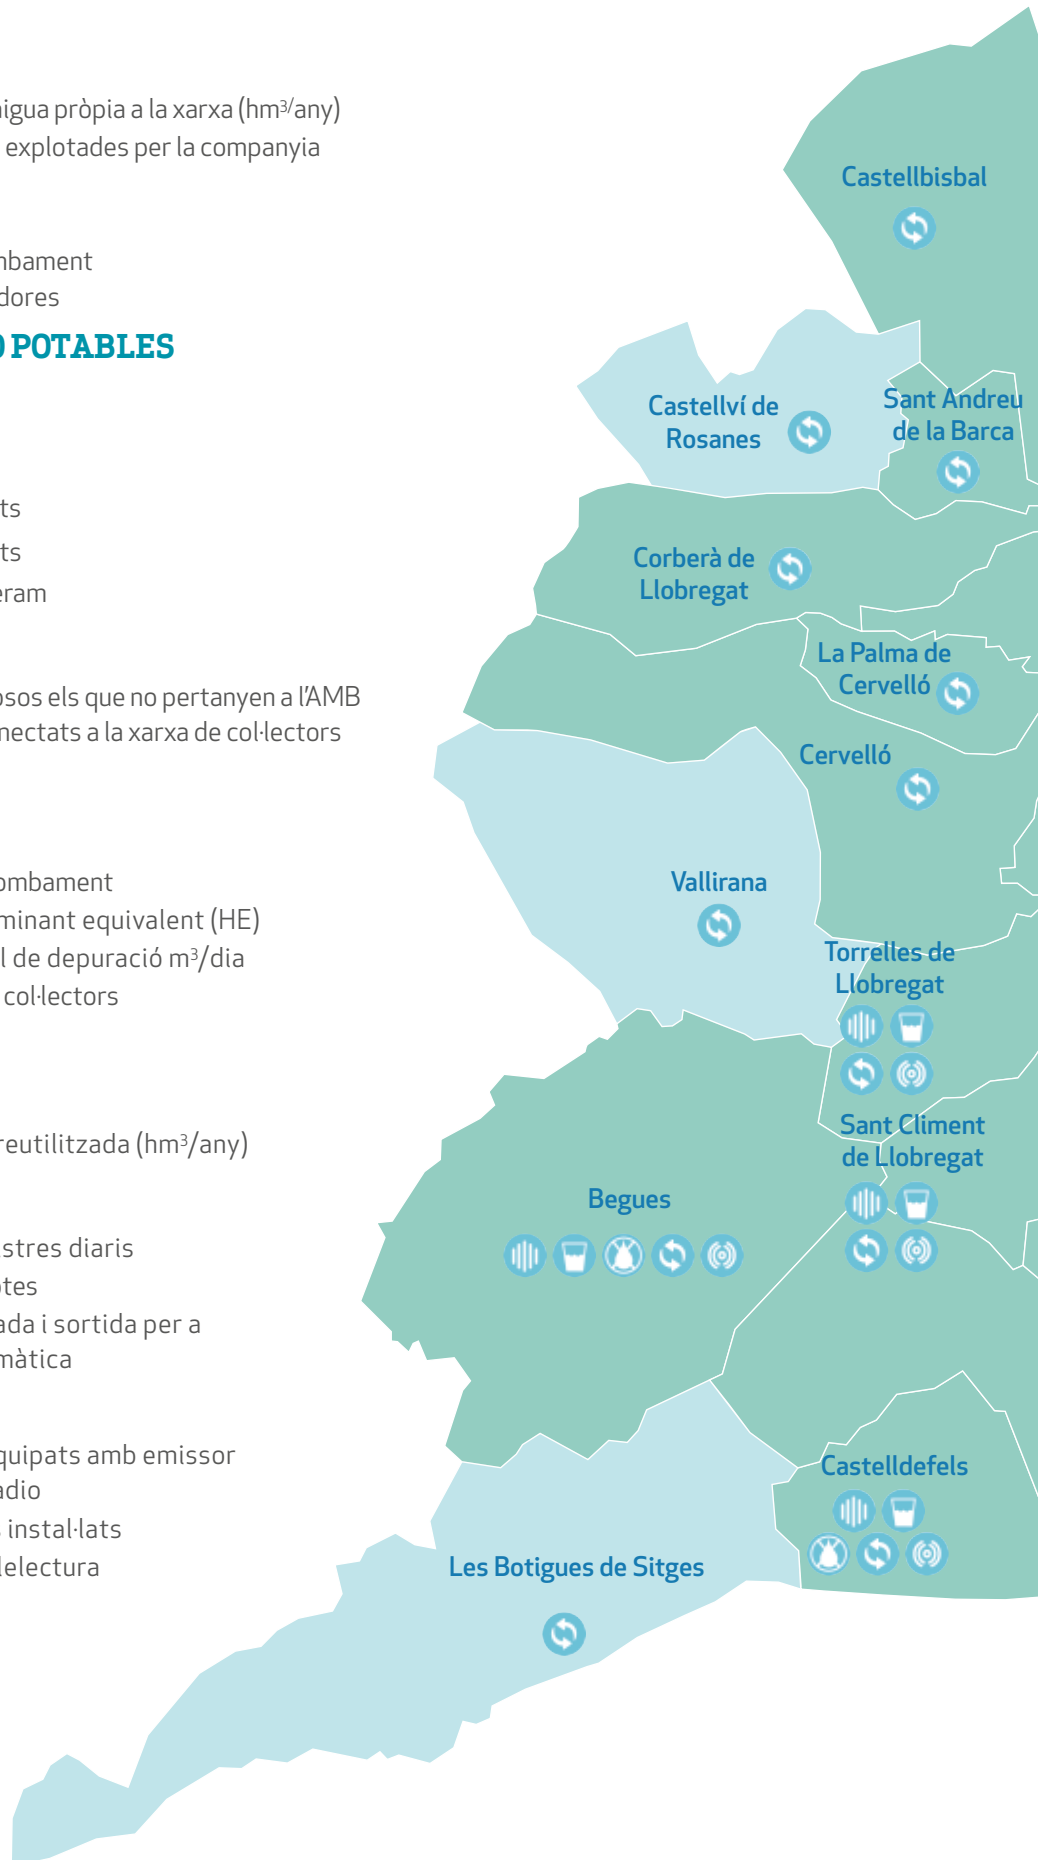 aigua pròpia a la xarxa (hm³/any)
explotades per la companyia
mbament
dores
POTABLES
ts
ts
eram
osos els que no pertanyen a l'AMB
nnectats a la xarxa de col·lectors
ombament
minant equivalent (HE)
l de depuració m³/dia
col·lectors
reutilitzada (hm³/any)
stres diaris
otes
ada i sortida per a
màtica
quipats amb emissor
adio
s instal·lats
lelectura
Castellbisbal
Castellví de
Rosanes
Sant Andreu
de la Barca
Corberà de
Llobregat
La Palma de
Cervelló
Cervelló
Vallirana
Torrelles de
Llobregat
Sant Climent
de Llobregat
Begues
Castelldefels
Les Botigues de Sitges